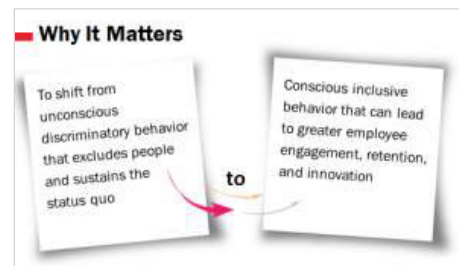 Why It Matters
To shift from
unconscious
discriminatory behavior
that excludes people
and sustains the
status quo
to
Conscious inclusive
behavior that can lead
to greater employee
engagement, retention,
and innovation